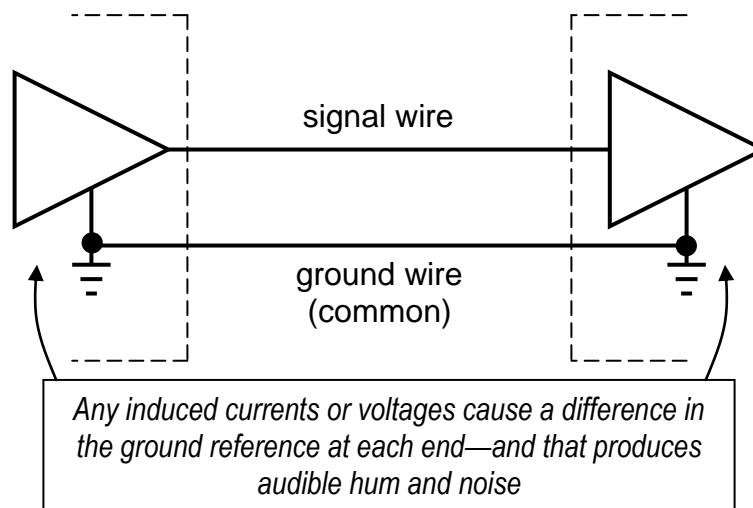 signal wire
ground wire
(common)
Any induced currents or voltages cause a difference in
the ground reference at each end—and that produces
audible hum and noise